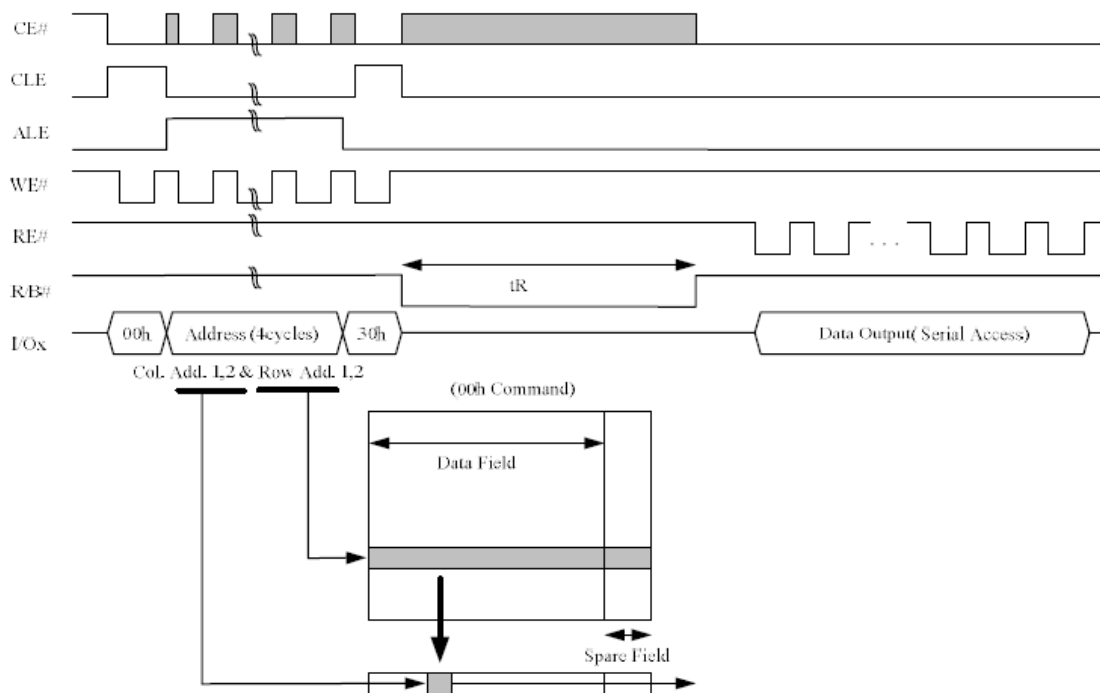 CE#
CLE
ALE
WE#
RE#
. . .
tR
R/B#
I/Ox
00h
Address (4cycles)
30h
Data Output( Serial Access)
Col. Add. 1,2 & Row Add. 1,2
(00h Command)
Data Field
Spare Field